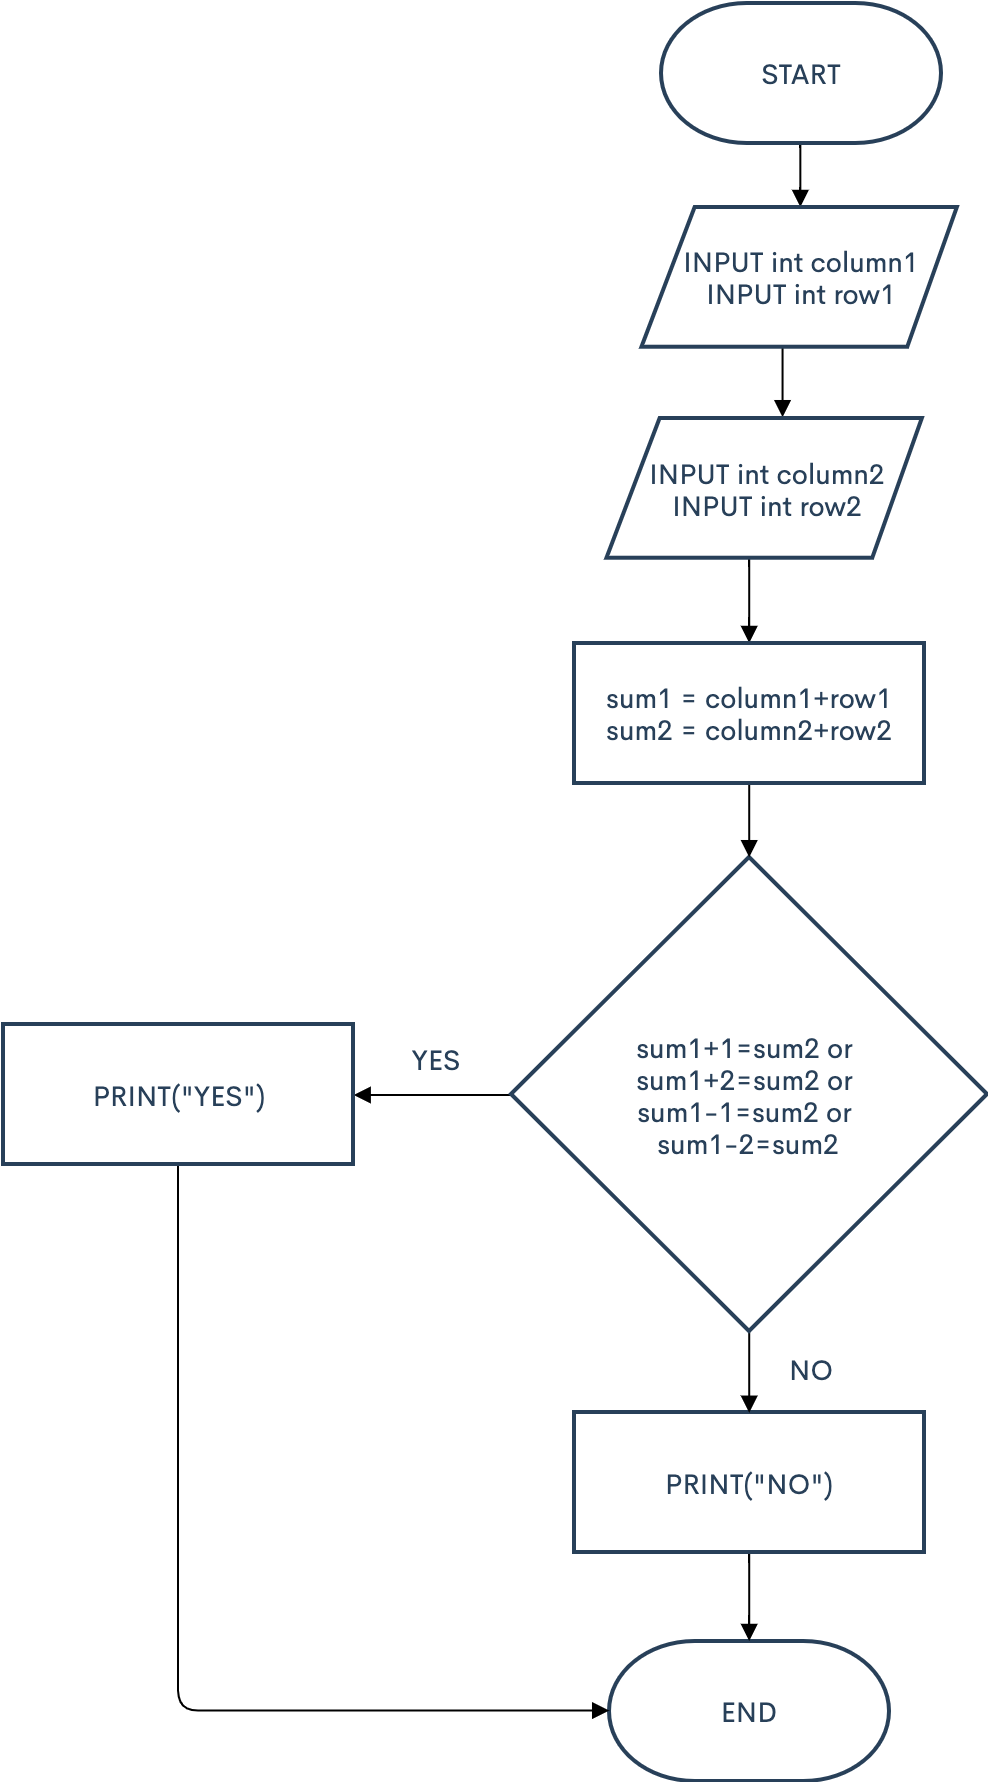 START
INPUT int column1
INPUT int row1
INPUT int column2
INPUT int row2
sum1 = column1+row1
sum2 = column2+row2
sum1+1=sum2 or
sum1+2=sum2 or
sum1-1=sum2 or
sum1-2=sum2
YES
PRINT("YES")
NO
PRINT("NO")
END